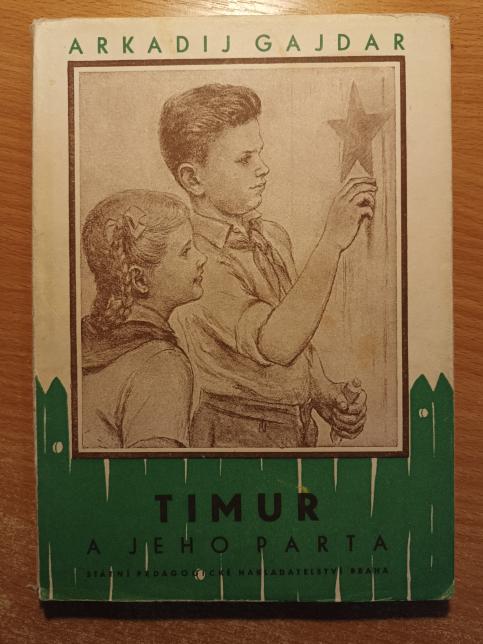 ARKADIJ GAJDAR
TIMUR
A JEHO PARTA
STÁTNÍ PEDAGOGICKÉ NAKLADATELSTVÍ PRAHA